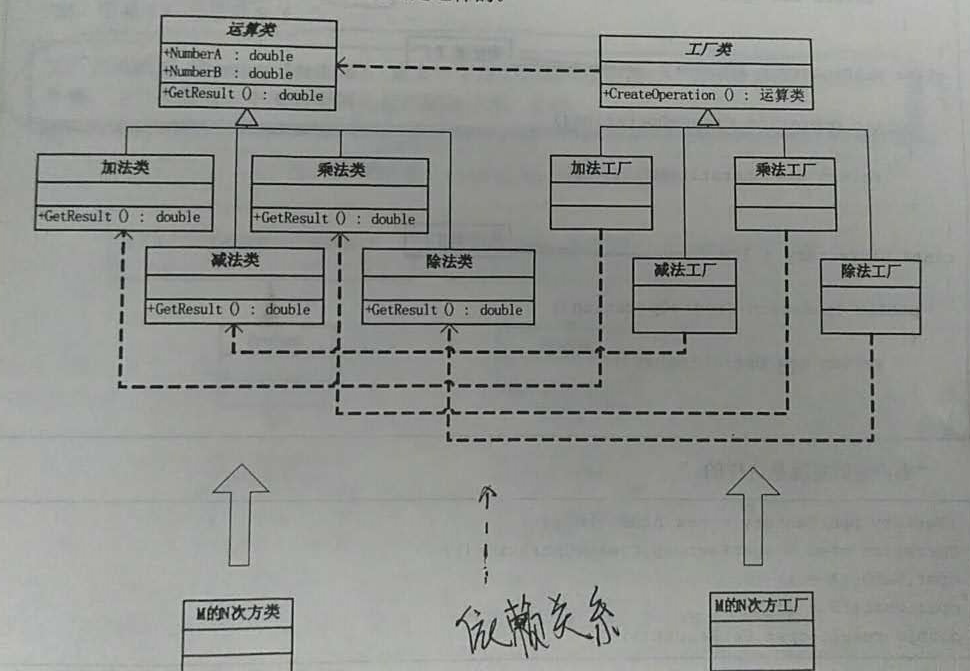 运算类
+NumberA : double
+NumberB : double
+GetResult () : double
工厂类
+CreateOperation () : 运算类
加法类
+GetResult () : double
乘法类
+GetResult () : double
加法工厂
乘法工厂
减法类
+GetResult () : double
除法类
+GetResult () : double
减法工厂
除法工厂
依赖关系
M的N次方类
M的N次方工厂